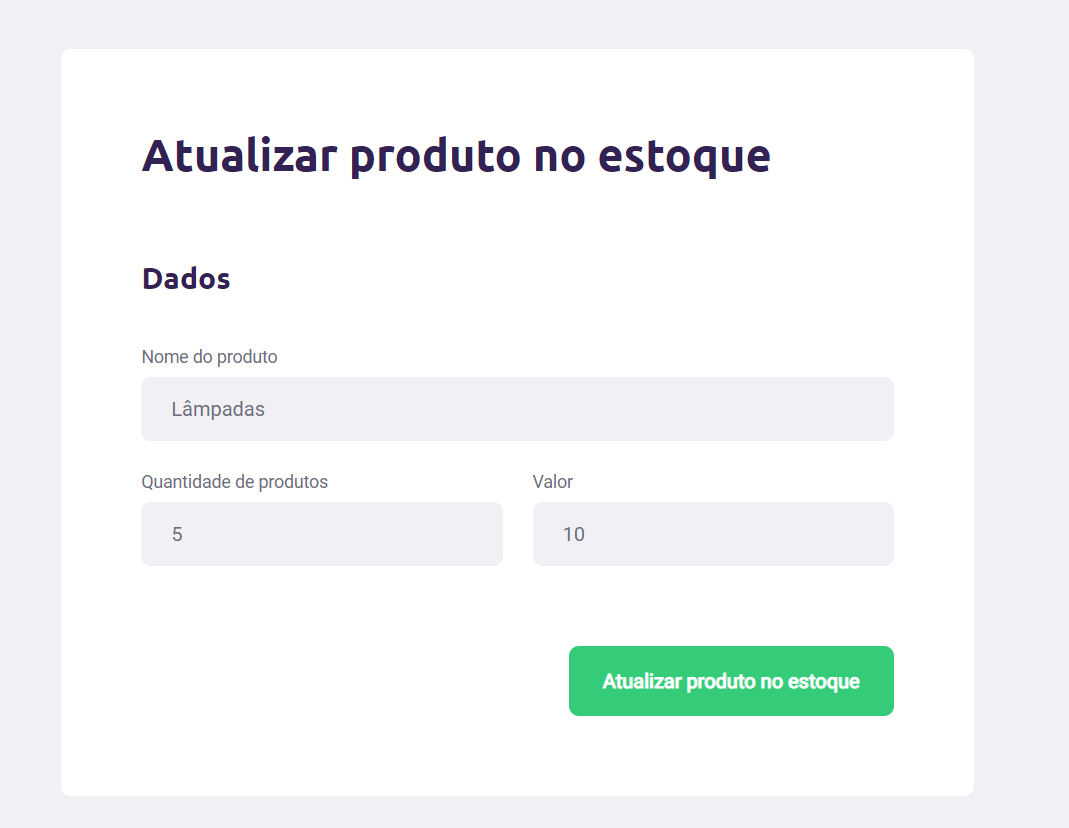 Atualizar produto no estoque
Dados
Nome do produto
Lâmpadas
Quantidade de produtos
Valor
5
10
Atualizar produto no estoque